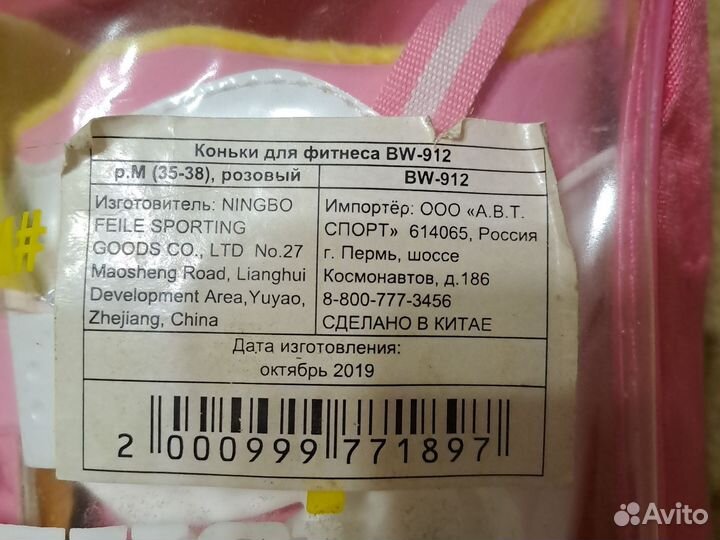 Коньки для фитнеса BW-912
р.М (35-38), розовый
BW-912
Изготовитель: NINGBO
FEILE SPORTING
GOODS CO., LTD No.27
Maosheng Road, Lianghui
Development Area,Yuyao,
Zhejiang, China
Импортёр: ООО «А.В.Т.
СПОРТ» 614065, Россия
г. Пермь, шоссе
Космонавтов, д.186
8-800-777-3456
СДЕЛАНО В КИТАЕ
Дата изготовления:
октябрь 2019
2 000999 771897
Avito